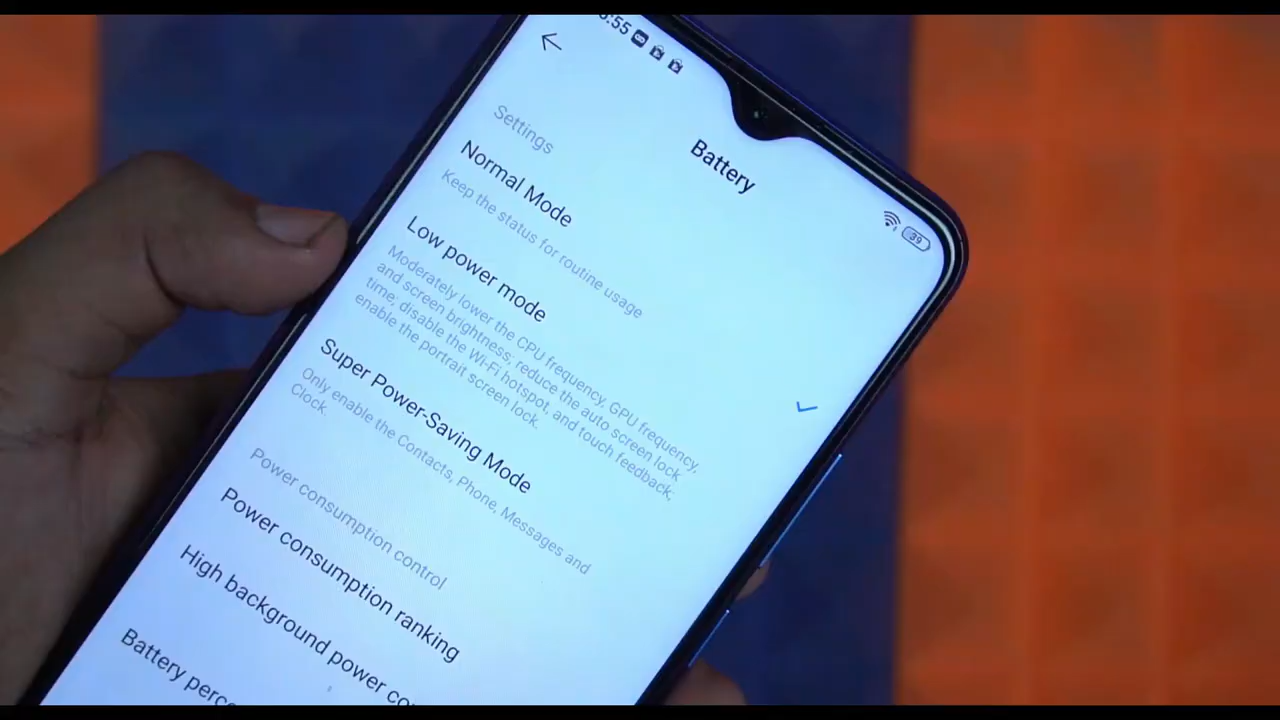 :55
39
Battery
Settings
Normal Mode
Keep the status for routine usage
Low power mode
Moderately lower the CPU frequency, GPU frequency,
and screen brightness; reduce the auto screen lock
time; disable the Wi-Fi hotspot, and touch feedback;
enable the portrait screen lock.
Super Power-Saving Mode
Only enable the Contacts, Phone, Messages and
Clock.
Power consumption control
Power consumption ranking
High background power
Battery